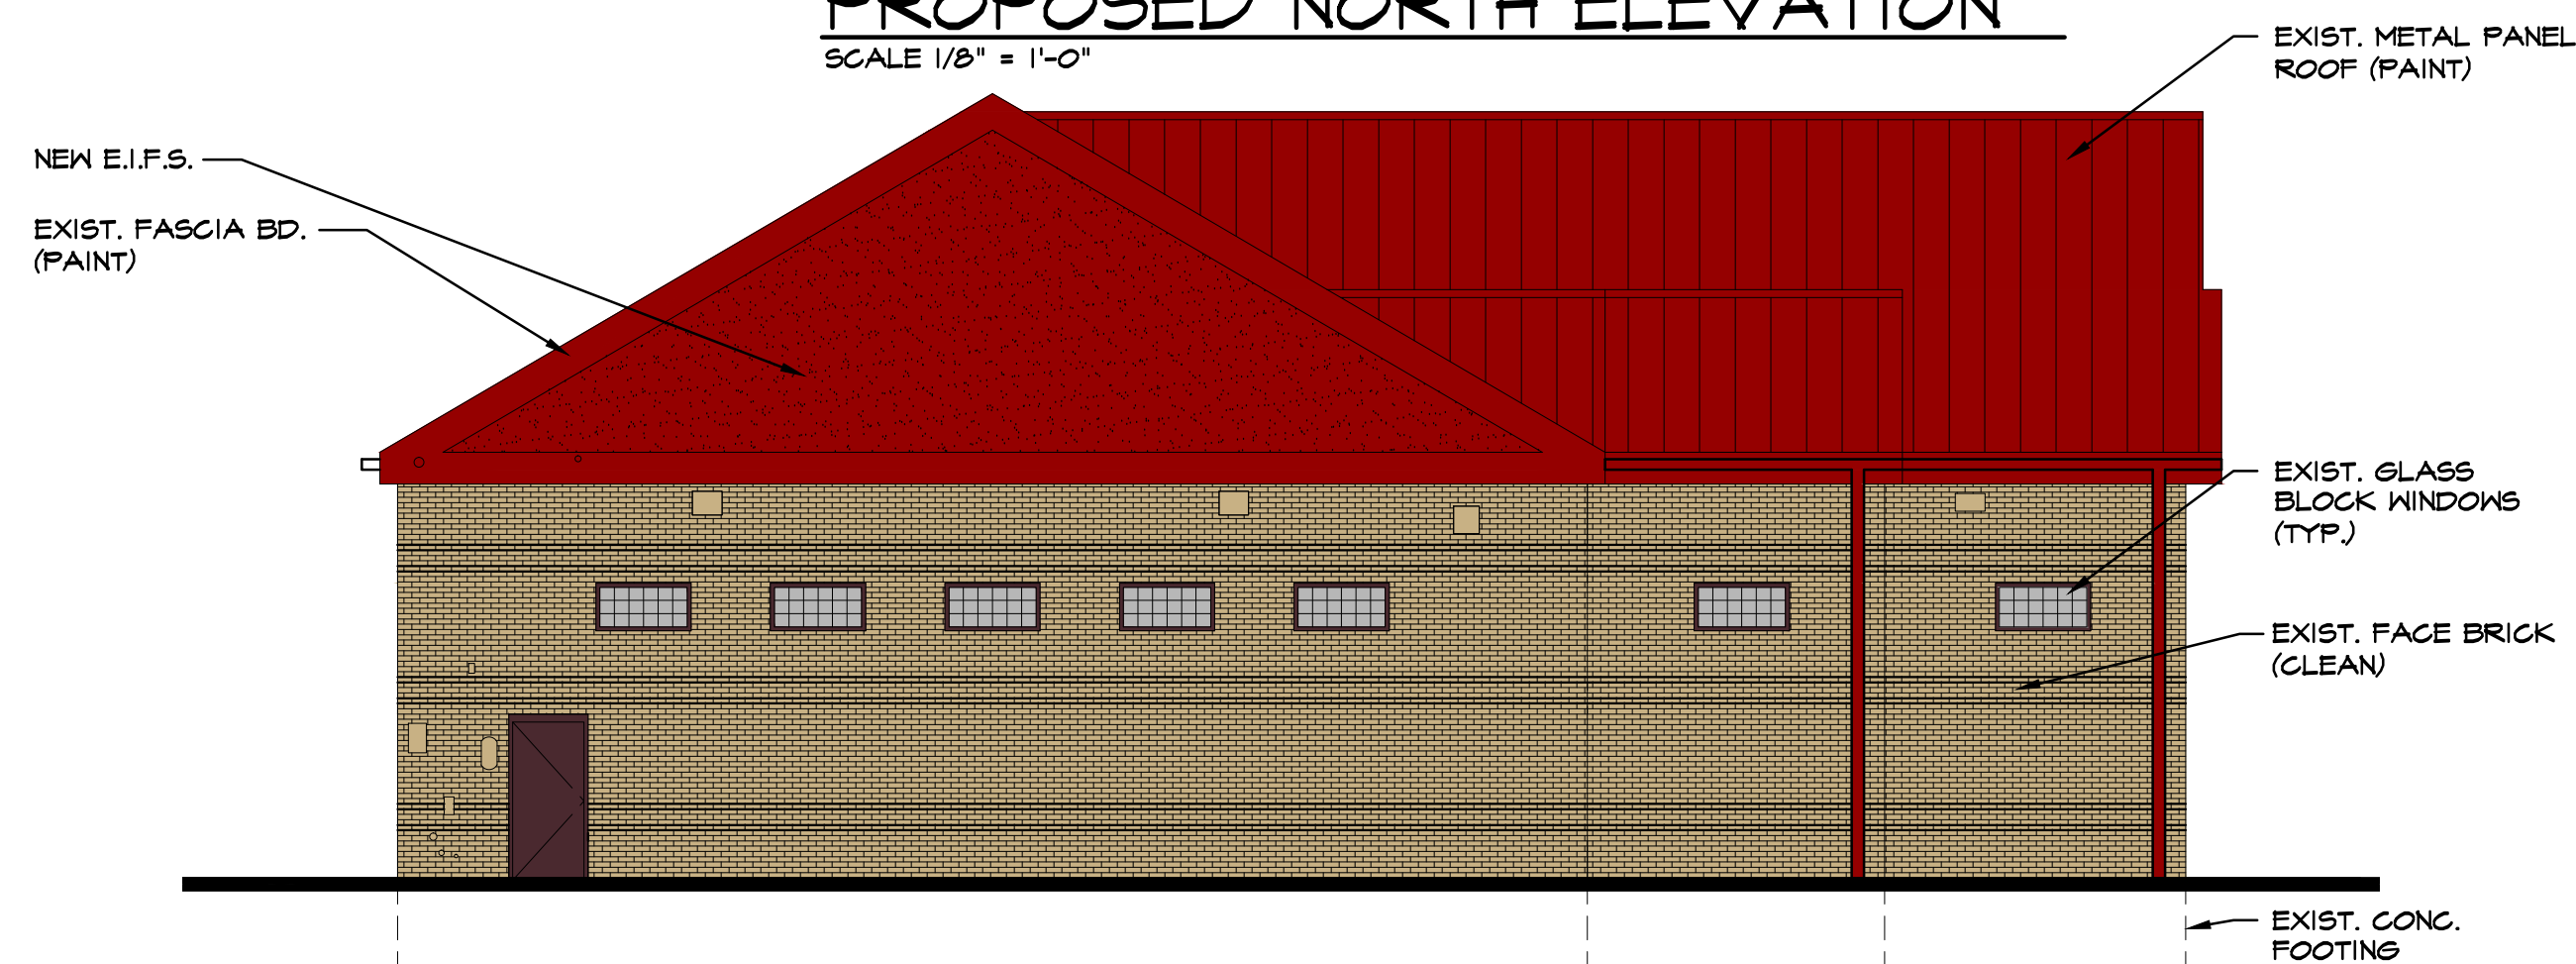 PROPOSED NORTH ELEVATION
SCALE 1/8" = 1'-0"
EXIST. METAL PANEL
ROOF (PAINT)
NEW E.I.F.S.
EXIST. FASCIA BD.
(PAINT)
EXIST. GLASS
BLOCK WINDOWS
(TYP.)
EXIST. FACE BRICK
(CLEAN)
EXIST. CONC.
FOOTING